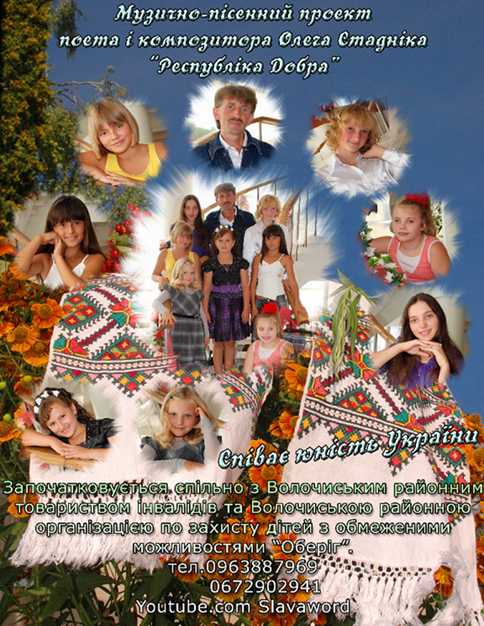 Музично-пісенний проект
поета і композитора Олега Стадніка
"Республіка Добра"
Співає юність України
Започатковується спільно з Волочиським районним
товариством інвалідів та Волочиською районною
організацією по захисту дітей з обмеженими
можливостями "Оберіг".
тел.0963887969
0672902941
Youtube.com Slavaword